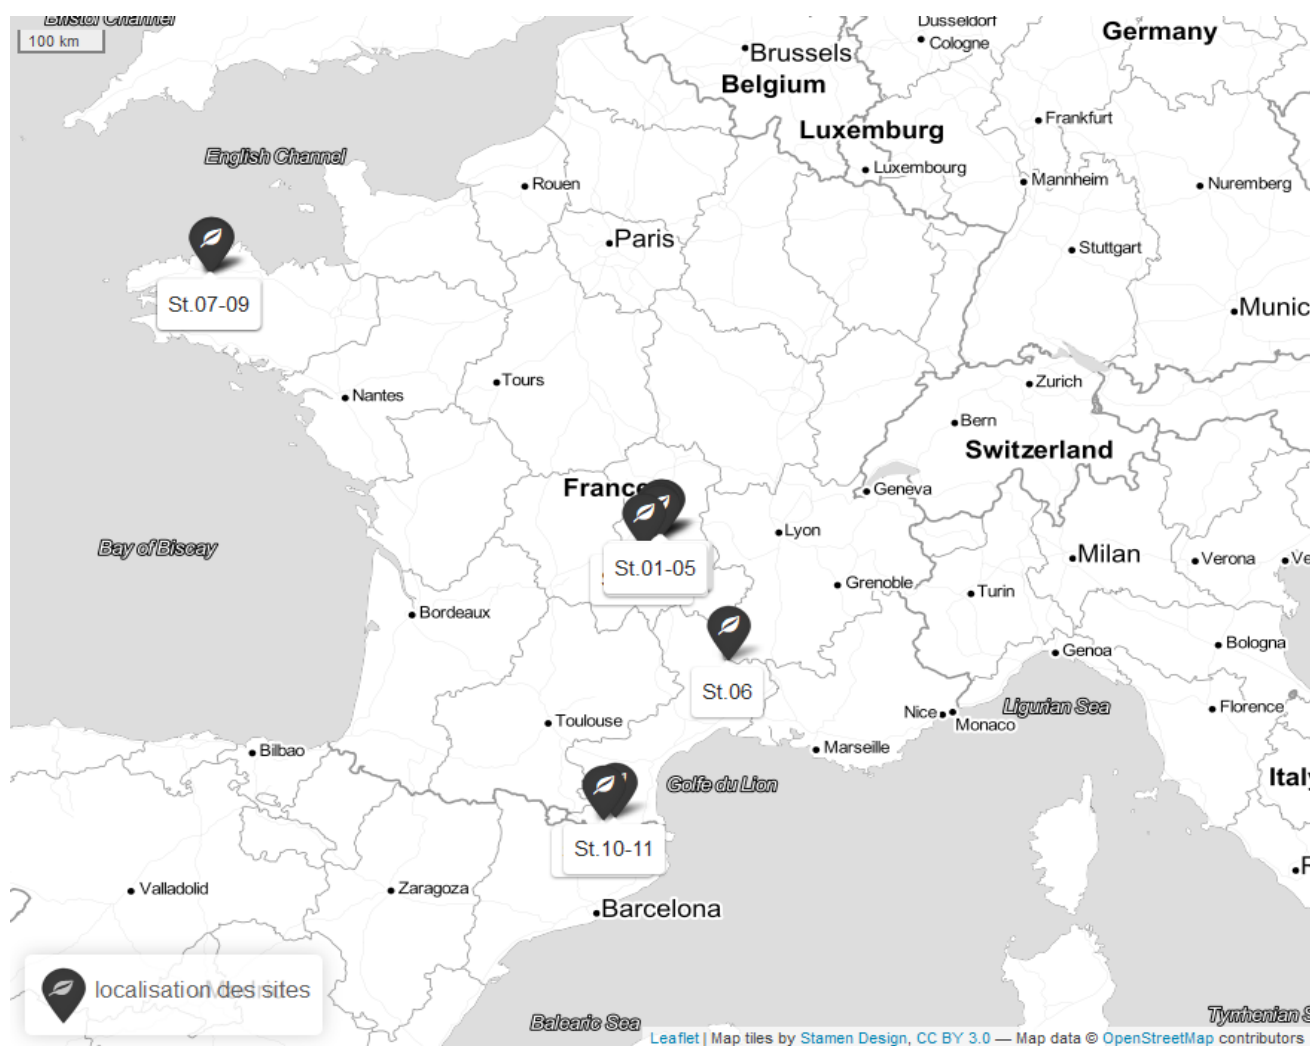 Bristol Channel
100 km
Dusseldorf
Cologne
Germany
Brussels
Belgium
Frankfurt
Luxemburg
English Channel
Luxembourg
Rouen
Mannheim
Nuremberg
Paris
Stuttgart
St.07-09
Munic
Nantes
Tours
Zurich
Bern
Switzerland
France
Geneva
Lyon
Bay of Biscay
Milan
Verona
Ve
St.01-05
Grenoble
Turin
Bordeaux
Bologna
Genoa
St.06
Nice
Monaco
Ligurian Sea
Florence
Toulouse
Marseille
Bilbao
Golfe du Lion
Italy
St.10-11
Valladolid
Zaragoza
Barcelona
localisation des sites
Madrid
Balearic Sea
Tyrrhenian S
Leaflet | Map tiles by Stamen Design, CC BY 3.0 — Map data © OpenStreetMap contributors